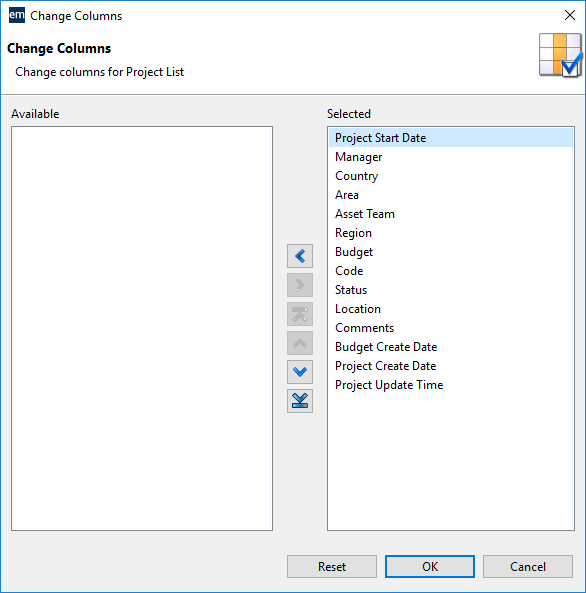 em Change Columns
Change Columns
Change columns for Project List
Available
Selected
Project Start Date
Manager
Country
Area
Asset Team
Region
Budget
Code
Status
Location
Comments
Budget Create Date
Project Create Date
Project Update Time
Reset
OK
Cancel